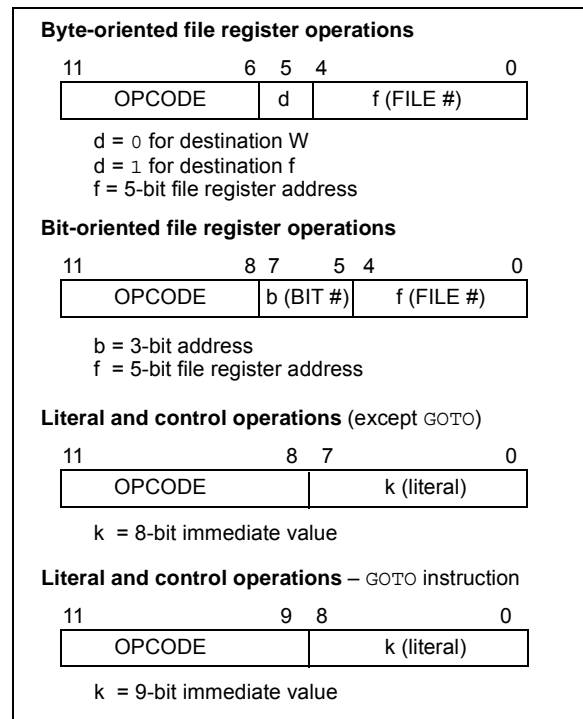 Byte-oriented file register operations
11 6 5 4 0
OPCODE d f (FILE #)
d = 0 for destination W
d = 1 for destination f
f = 5-bit file register address
Bit-oriented file register operations
11 8 7 5 4 0
OPCODE b (BIT #) f (FILE #)
b = 3-bit address
f = 5-bit file register address
Literal and control operations (except GOTO)
11 8 7 0
OPCODE k (literal)
k = 8-bit immediate value
Literal and control operations – GOTO instruction
11 9 8 0
OPCODE k (literal)
k = 9-bit immediate value